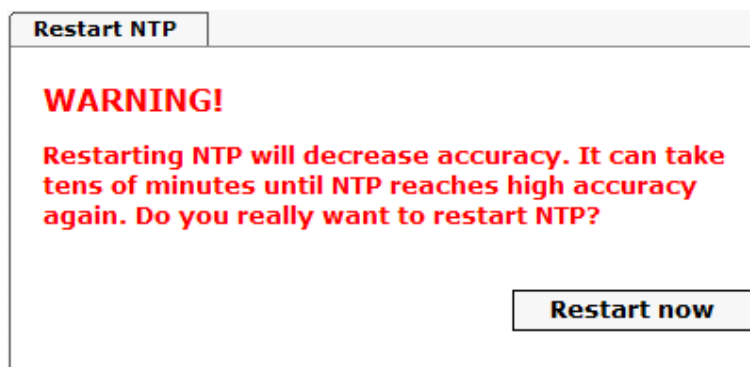 Restart NTP
WARNING!
Restarting NTP will decrease accuracy. It can take
tens of minutes until NTP reaches high accuracy
again. Do you really want to restart NTP?
Restart now